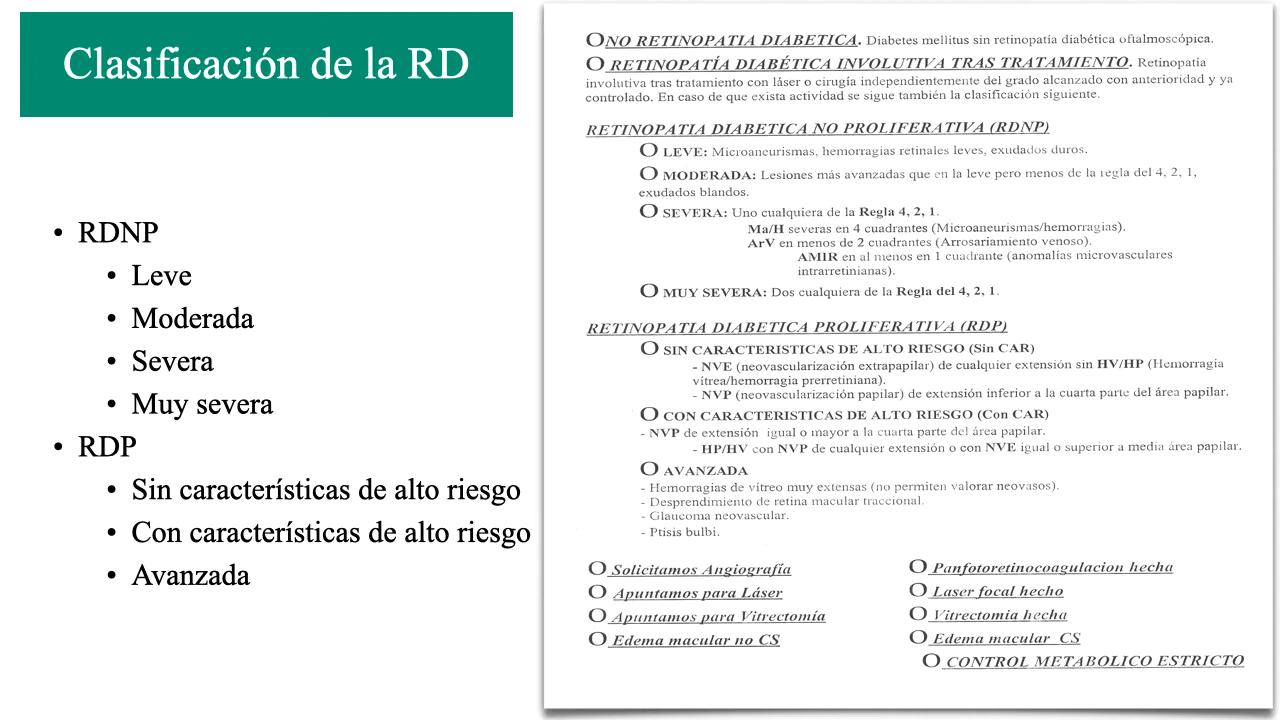 Clasificación de la RD
• RDNP
• Leve
• Moderada
• Severa
• Muy severa
• RDP
• Sin características de alto riesgo
• Con características de alto riesgo
• Avanzada
O NO RETINOPATIA DIABETICA. Diabetes mellitus sin retinopatía diabética oftalmoscópica.
O RETINOPATÍA DIABÉTICA INVOLUTIVA TRAS TRATAMIENTO. Retinopatía
involutiva tras tratamiento con láser o cirugía independientemente del grado alcanzado con anterioridad y ya
controlado. En caso de que exista actividad se sigue también la clasificación siguiente.
RETINOPATIA DIABETICA NO PROLIFERATIVA (RDNP)
O LEVE: Microaneurismas, hemorragias retinales leves, exudados duros.
O MODERADA: Lesiones más avanzadas que en la leve pero menos de la regla del 4, 2, 1,
exudados blandos.
O SEVERA: Uno cualquiera de la Regla 4, 2, 1.
Ma/H severas en 4 cuadrantes (Microaneurismas/hemorragias).
ArV en menos de 2 cuadrantes (Arrosariamiento venoso).
AMIR en al menos en 1 cuadrante (anomalías microvasculares
intrarretinianas).
O MUY SEVERA: Dos cualquiera de la Regla del 4, 2, 1.
RETINOPATIA DIABETICA PROLIFERATIVA (RDP)
O SIN CARACTERISTICAS DE ALTO RIESGO (Sin CAR)
- NVE (neovascularización extrapapilar) de cualquier extensión sin HV/HP (Hemorragia
vítrea/hemorragia prerretiniana).
- NVP (neovascularización papilar) de extensión inferior a la cuarta parte del área papilar.
O CON CARACTERISTICAS DE ALTO RIESGO (Con CAR)
- NVP de extensión igual o mayor a la cuarta parte del área papilar.
- HP/HV con NVP de cualquier extensión o con NVE igual o superior a media área papilar.
O AVANZADA
- Hemorragias de vítreo muy extensas (no permiten valorar neovasos).
- Desprendimiento de retina macular traccional.
- Glaucoma neovascular.
- Ptisis bulbi.
O Solicitamos Angiografía
O Apuntamos para Láser
O Apuntamos para Vitrectomía
O Edema macular no CS
O Panfotoretinocoagulacion hecha
O Laser focal hecho
O Vitrectomia hecha
O Edema macular CS
O CONTROL METABOLICO ESTRICTO